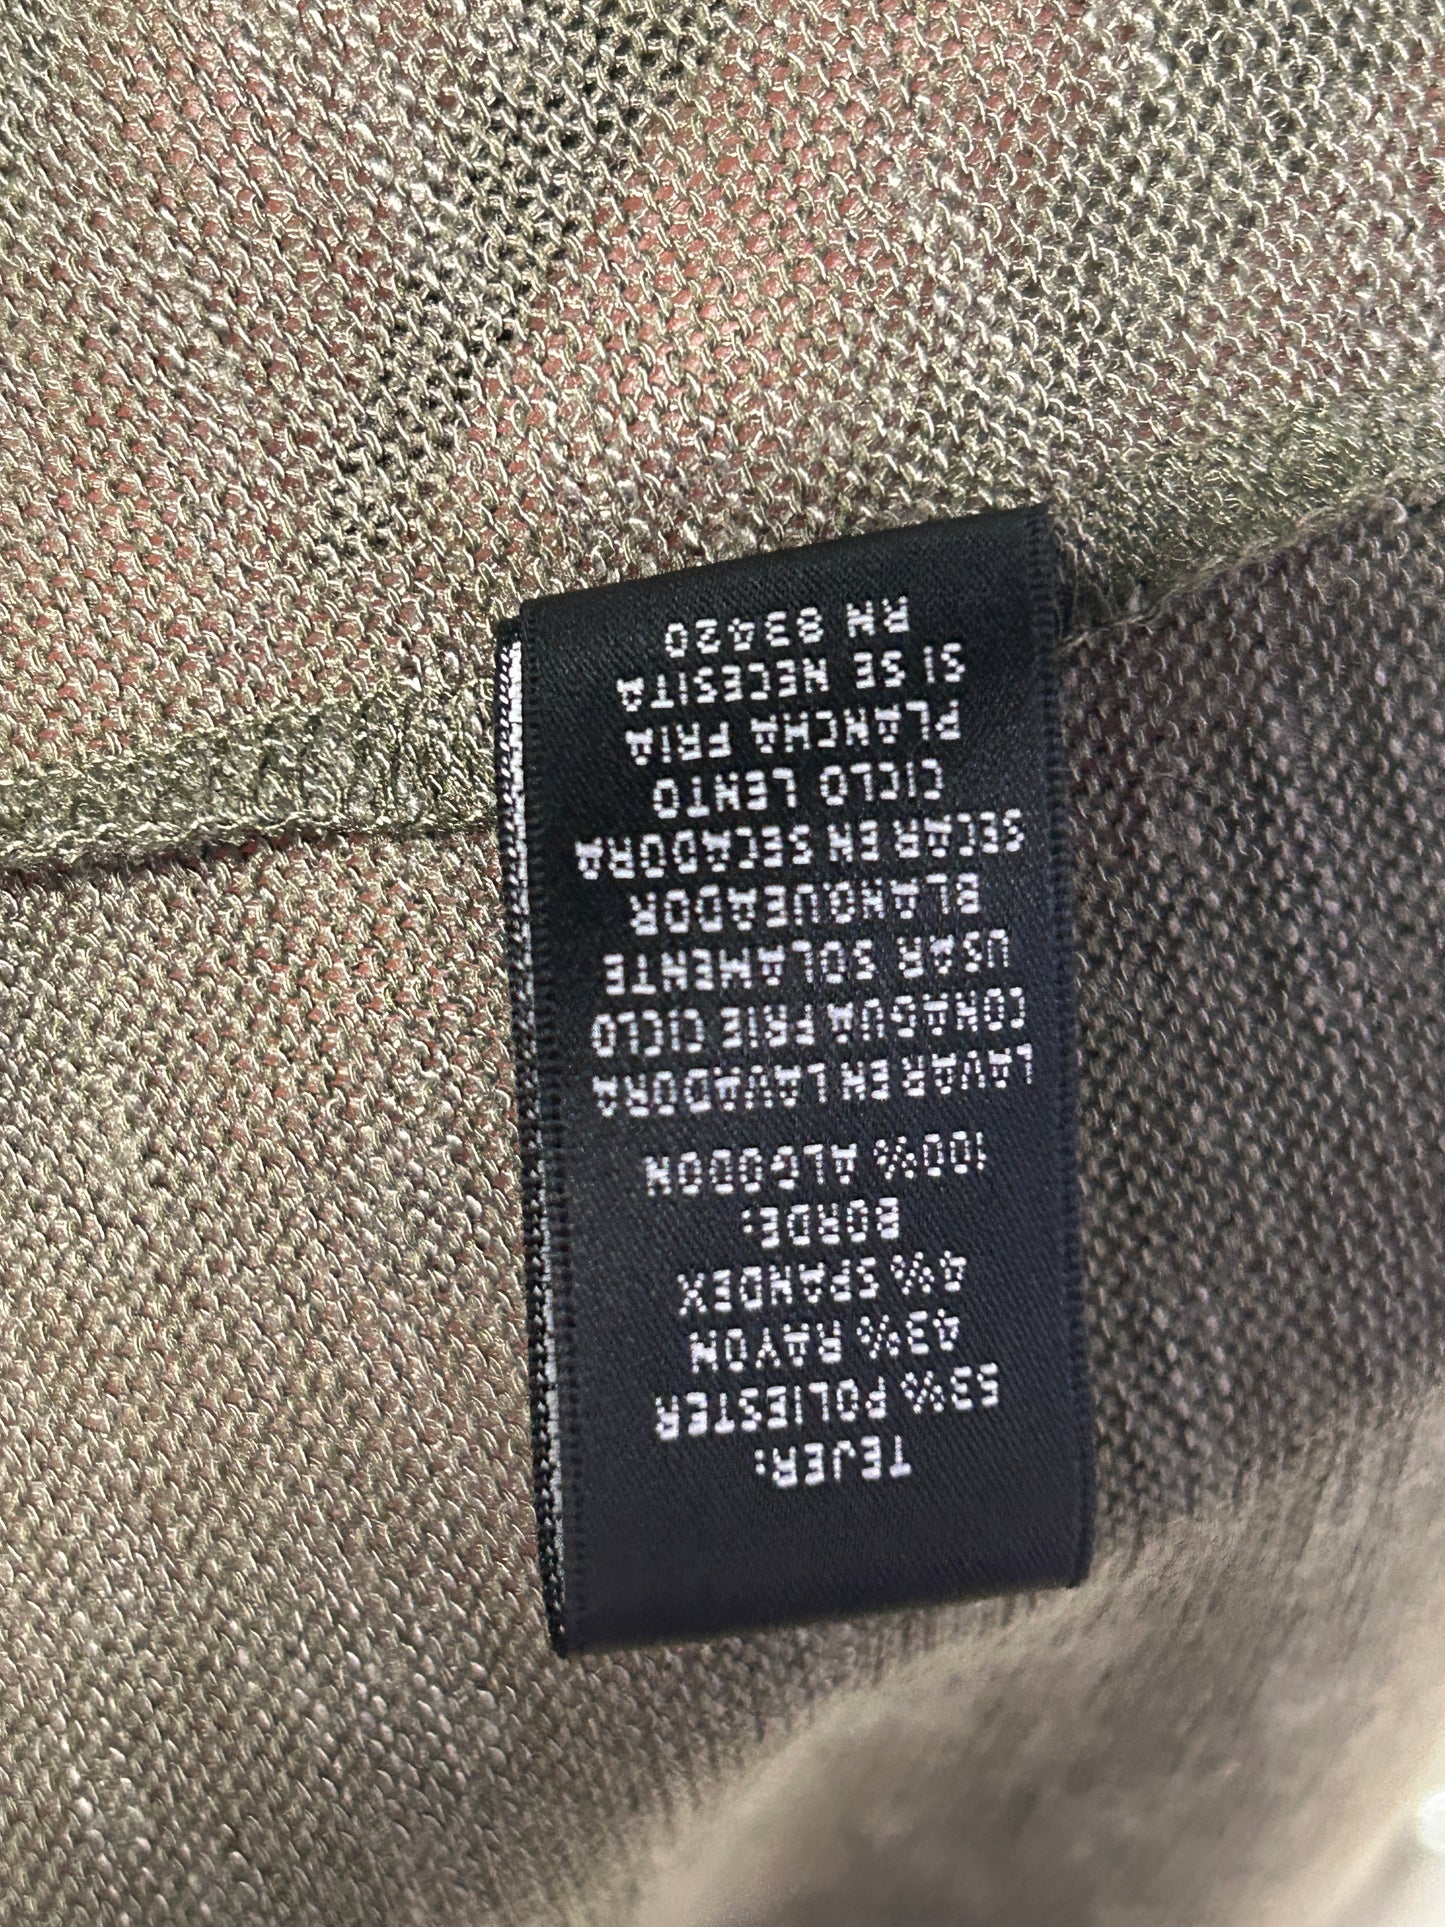 TEJER:
53% POLIESTER
43% RAYON
4% SPANDEX
BORDE:
100% ALGODON
LAVAR EN LAVADORA
CON AGUA FRIE CICLO
USAR SOLAMENTE
BLANQUEADOR
SECAR EN SECADORA
CICLO LENTO
PLANCHA FRIA
SI SE NECESITA
RN 83420